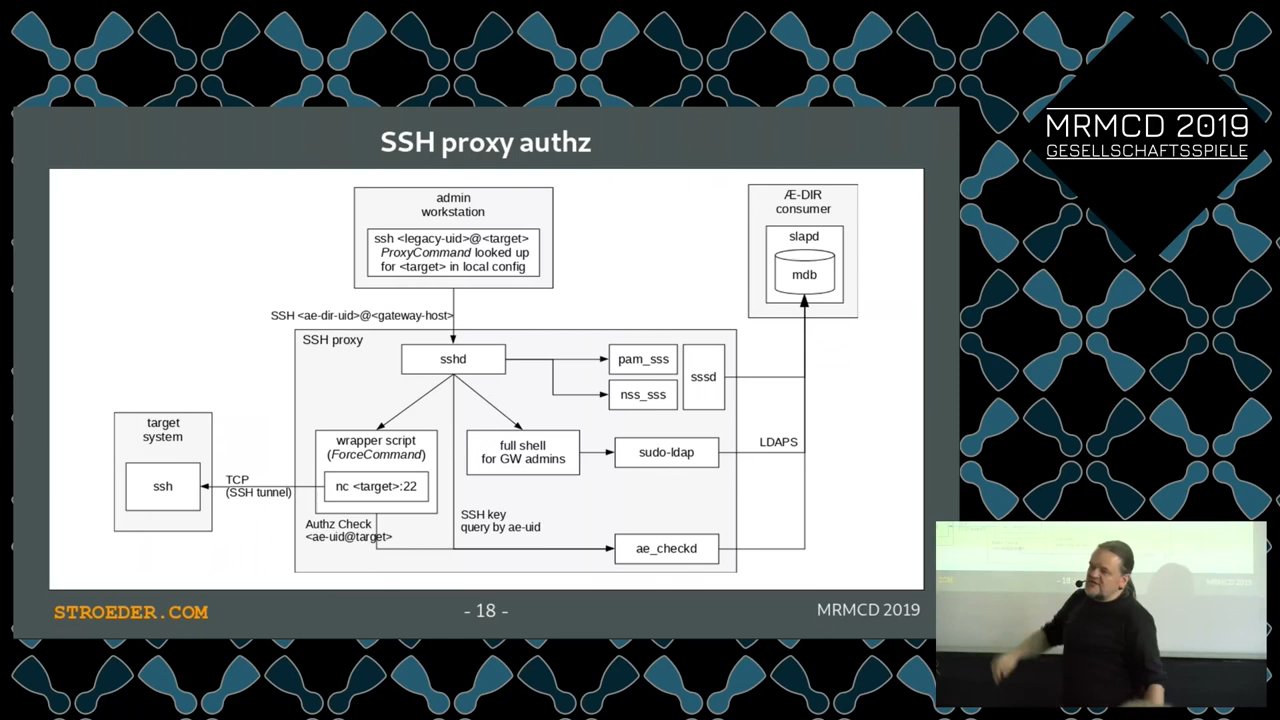 MRMCD 2019
GESELLSCHAFTSSPIELE
SSH proxy authz
admin
workstation
ssh <legacy-uid>@<target>
ProxyCommand looked up
for <target> in local config
Æ-DIR
consumer
slapd
mdb
SSH <ae-dir-uid>@<gateway-host>
SSH proxy
sshd
pam_sss
nss_sss
sssd
target
system
ssh
TCP
(SSH tunnel)
wrapper script
(ForceCommand)
nc <target>:22
full shell
for GW admins
sudo-ldap
LDAPS
Authz Check
<ae-uid@target>
SSH key
query by ae-uid
ae_checkd
STROEDER.COM
- 18 -
MRMCD 2019
- 18 -
MRMCD 2019